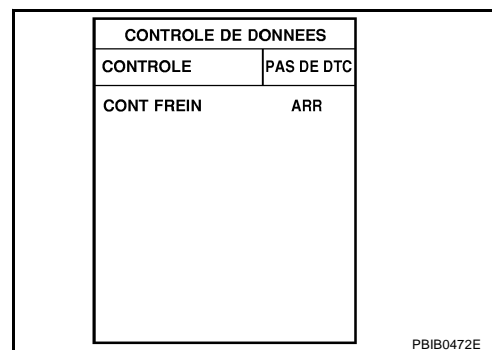 CONTROLE DE DONNEES
CONTROLE PAS DE DTC
CONT FREIN ARR
PBIB0472E